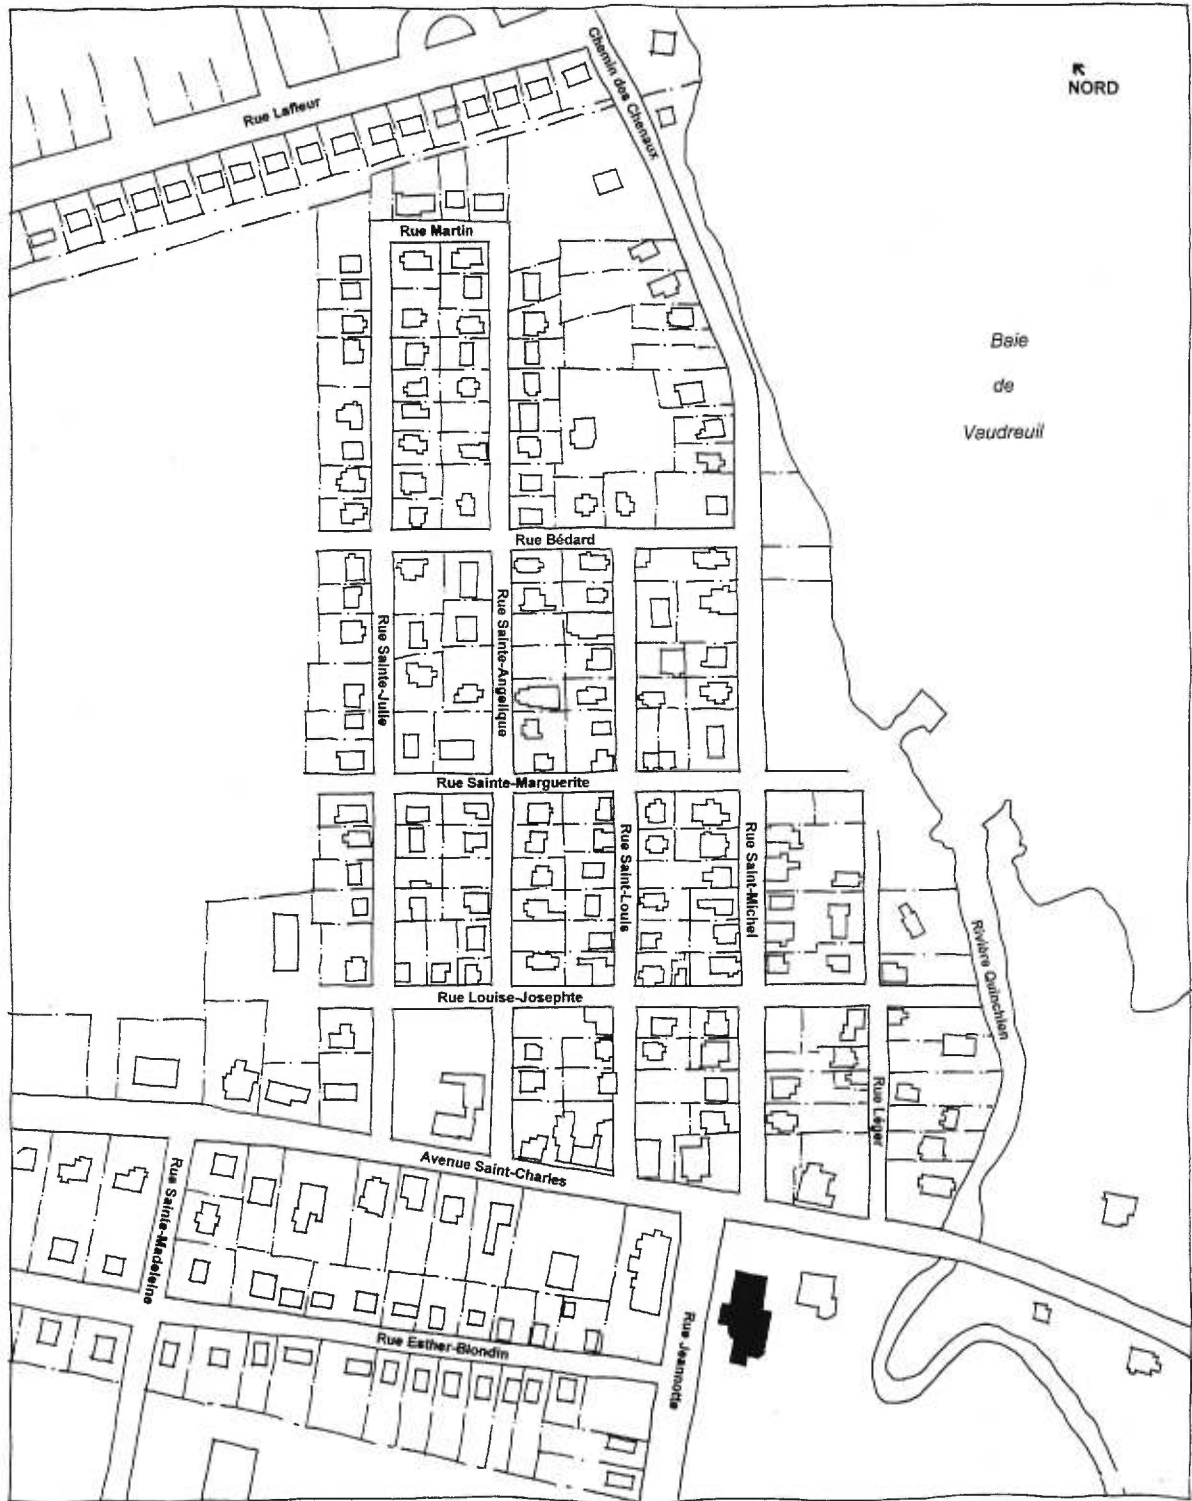 Chemin des Chenaux
NORD
Rue Lafleur
Rue Martin
Baie
de
Vaudreuil
Rue Bédard
Rue Sainte-Julie
Rue Sainte-Angelique
Rue Sainte-Marguerite
Rue Saint-Louis
Rue Saint-Michel
Rivière Quinchien
Rue Louise-Josephte
Rue Léger
Avenue Saint-Charles
Rue Sainte-Madeleine
Rue Jeannotte
Rue Esther-Blondin